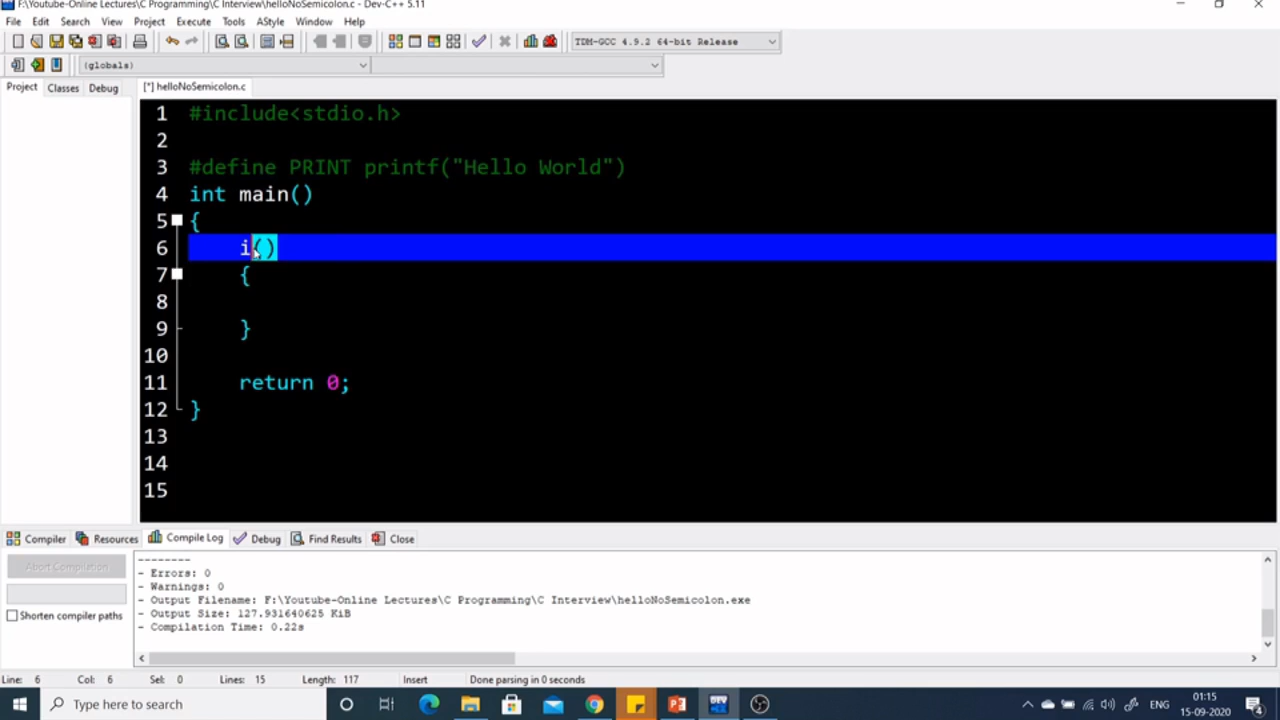 F:\Youtube-Online Lectures\C Programming\C Interview\helloNoSemicolon.c - Dev-C++ 5.11
File Edit Search View Project Execute Tools AStyle Window Help
TDM-GCC 4.9.2 64-bit Release
(globals)
Project Classes Debug [*] helloNoSemicolon.c
1 #include<stdio.h>
2
3 #define PRINT printf("Hello World")
4 int main()
5 {
6 i()
7 {
8
9 }
10
11 return 0;
12 }
13
14
15
Compiler Resources Compile Log Debug Find Results Close
Abort Compilation
Shorten compiler paths
--------
- Errors: 0
- Warnings: 0
- Output Filename: F:\Youtube-Online Lectures\C Programming\C Interview\helloNoSemicolon.exe
- Output Size: 127.931640625 KiB
- Compilation Time: 0.22s
Line: 6 Col: 6 Sel: 0 Lines: 15 Length: 117 Insert Done parsing in 0 seconds
Type here to search
DEV
ENG
01:15
15-09-2020
4